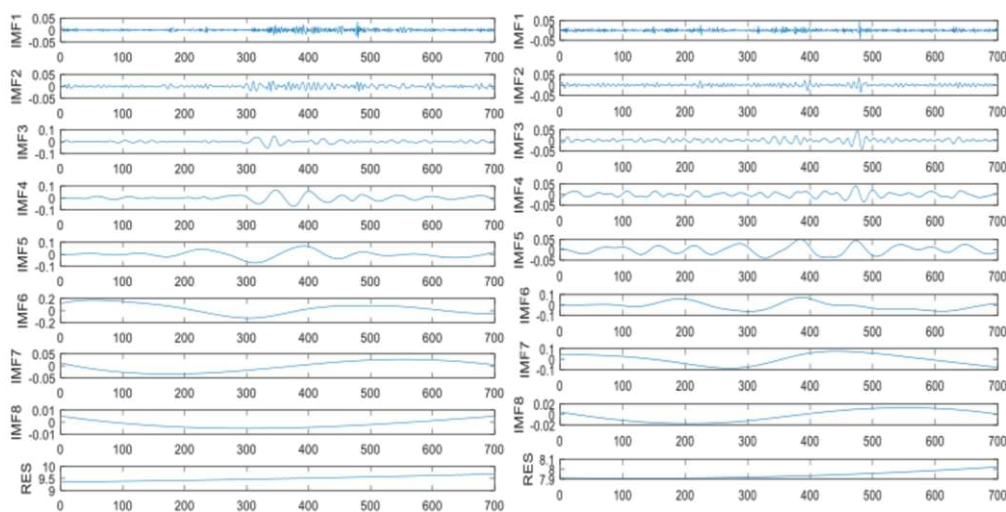 IMF1 0.05 -0.05
0 100 200 300 400 500 600 700
IMF2 0.05 -0.05
0 100 200 300 400 500 600 700
IMF3 0.1 -0.1
0 100 200 300 400 500 600 700
IMF4 0.1 -0.1
0 100 200 300 400 500 600 700
IMF5 0.1 -0.1
0 100 200 300 400 500 600 700
IMF6 0.2 0 -0.2
0 100 200 300 400 500 600 700
IMF7 0.05 0 -0.05
0 100 200 300 400 500 600 700
IMF8 0.01 0 -0.01
0 100 200 300 400 500 600 700
RES 10 9.5 9
0 100 200 300 400 500 600 700
IMF1 0.05 0 -0.05
0 100 200 300 400 500 600 700
IMF2 0.05 0 -0.05
0 100 200 300 400 500 600 700
IMF3 0.05 0 -0.05
0 100 200 300 400 500 600 700
IMF4 0.05 0 -0.05
0 100 200 300 400 500 600 700
IMF5 0.05 0 -0.05
0 100 200 300 400 500 600 700
IMF6 0.1 0 -0.1
0 100 200 300 400 500 600 700
IMF7 0.1 0 -0.1
0 100 200 300 400 500 600 700
IMF8 0.02 0 -0.02
0 100 200 300 400 500 600 700
RES 8.1 8 7.9
0 100 200 300 400 500 600 700